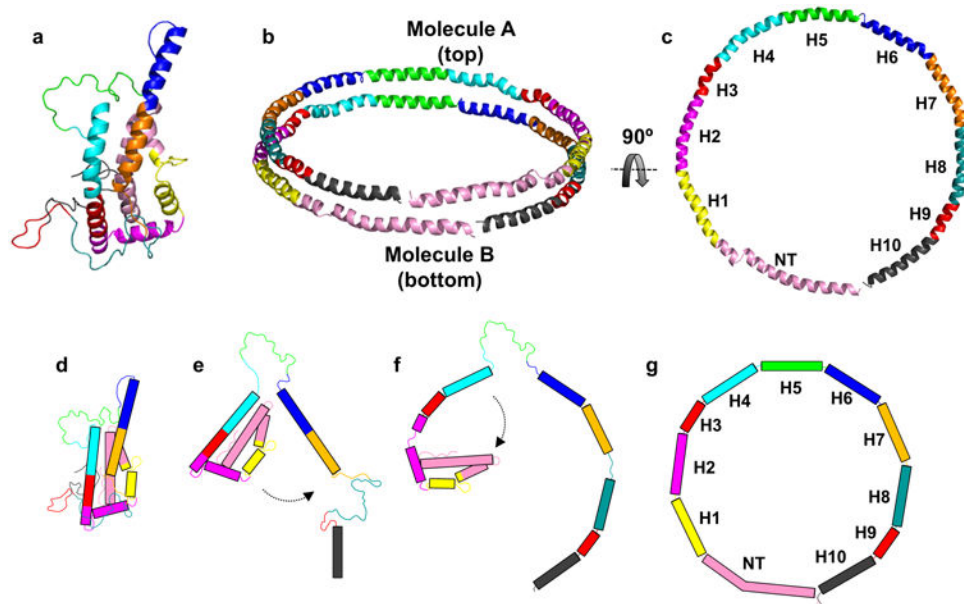 a
b
Molecule A
(top)
c
H5
H4
H6
H3
H7
90º
H2
H8
H1
H9
H10
NT
Molecule B
(bottom)
d
e
f
g
H5
H4
H6
H3
H7
H2
H8
H1
H9
H10
NT